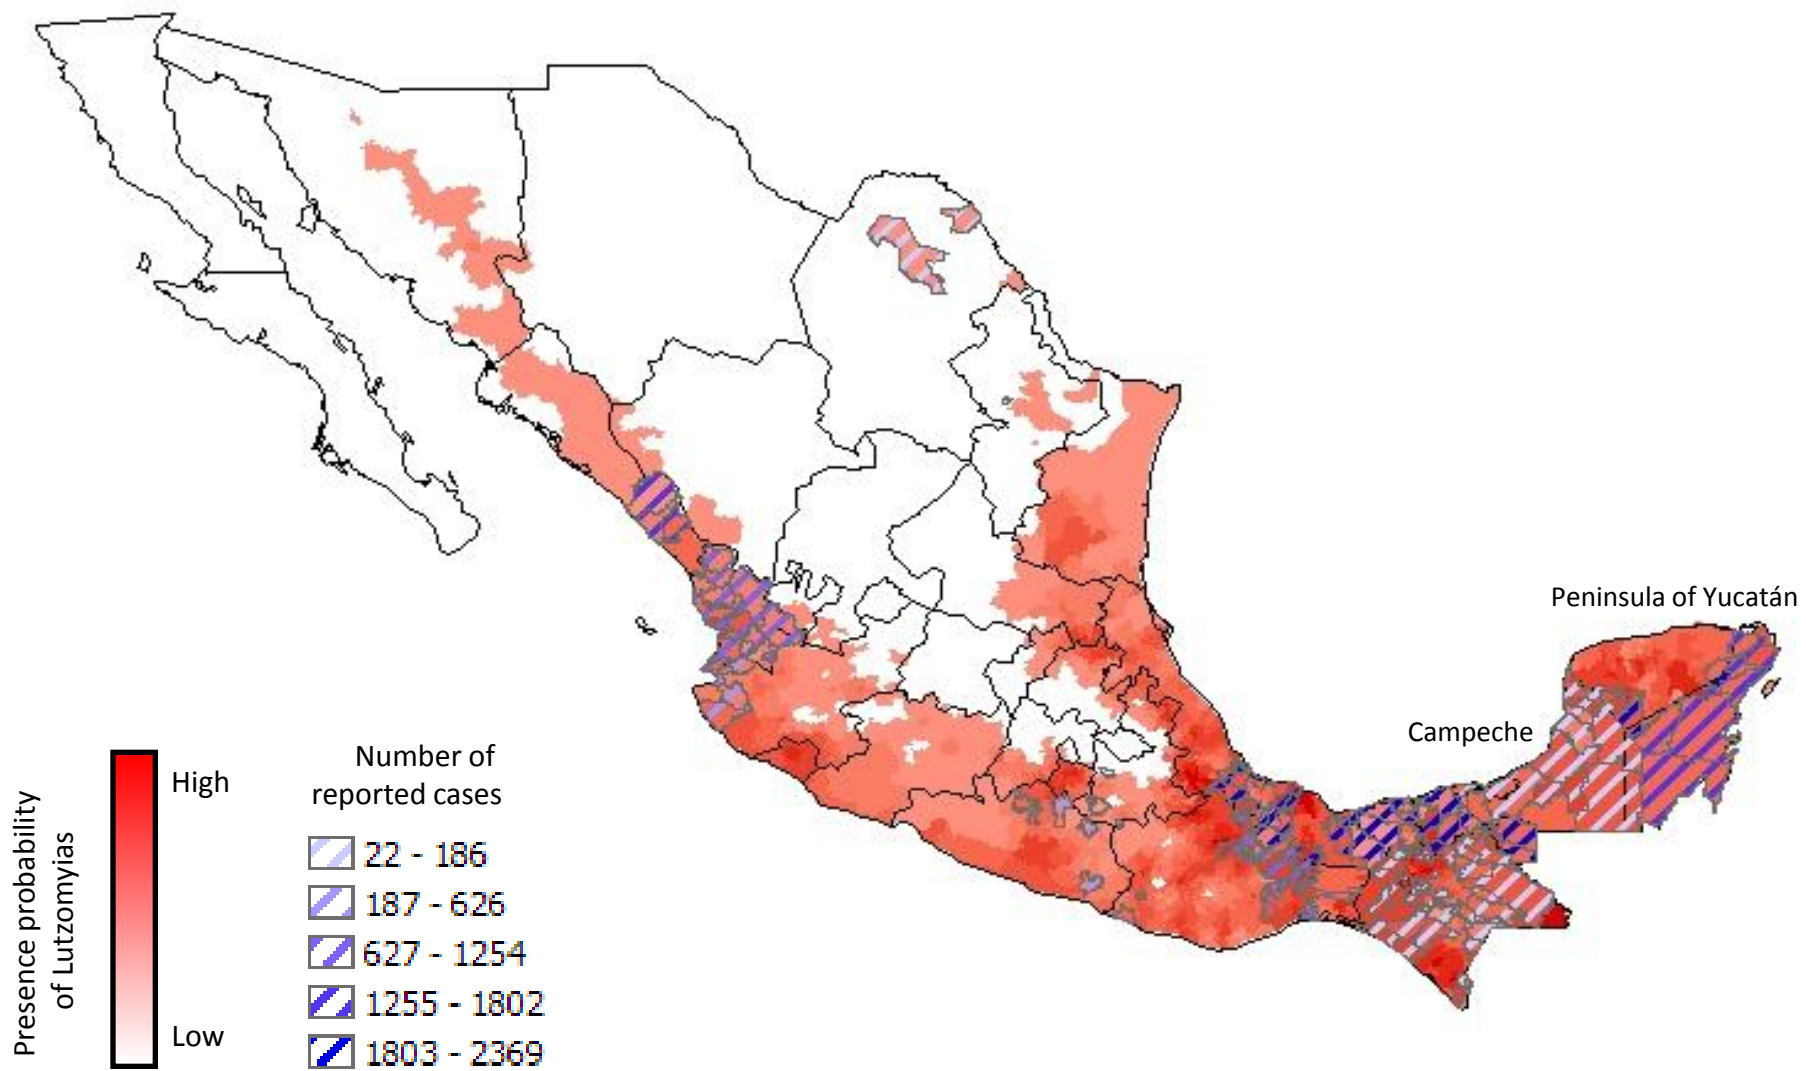 Peninsula of Yucatán
Campeche
Presence probability
of Lutzomyias
High
Low
Number of
reported cases
22 - 186
187 - 626
627 - 1254
1255 - 1802
1803 - 2369